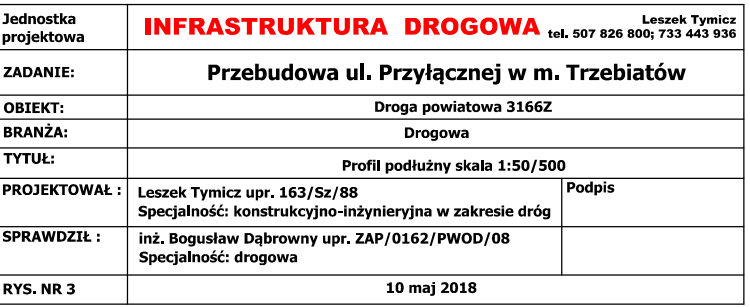 Jednostka projektowa
INFRASTRUKTURA DROGOWA
Leszek Tymicz
tel. 507 826 800; 733 443 936
ZADANIE:
Przebudowa ul. Przyłącznej w m. Trzebiatów
OBIEKT:
Droga powiatowa 3166Z
BRANŻA:
Drogowa
TYTUŁ:
Profil podłużny skala 1:50/500
PROJEKTOWAŁ :
Leszek Tymicz upr. 163/Sz/88
Specjalność: konstrukcyjno-inżynieryjna w zakresie dróg
Podpis
SPRAWDZIŁ :
inż. Bogusław Dąbrowny upr. ZAP/0162/PWOD/08
Specjalność: drogowa
RYS. NR 3
10 maj 2018